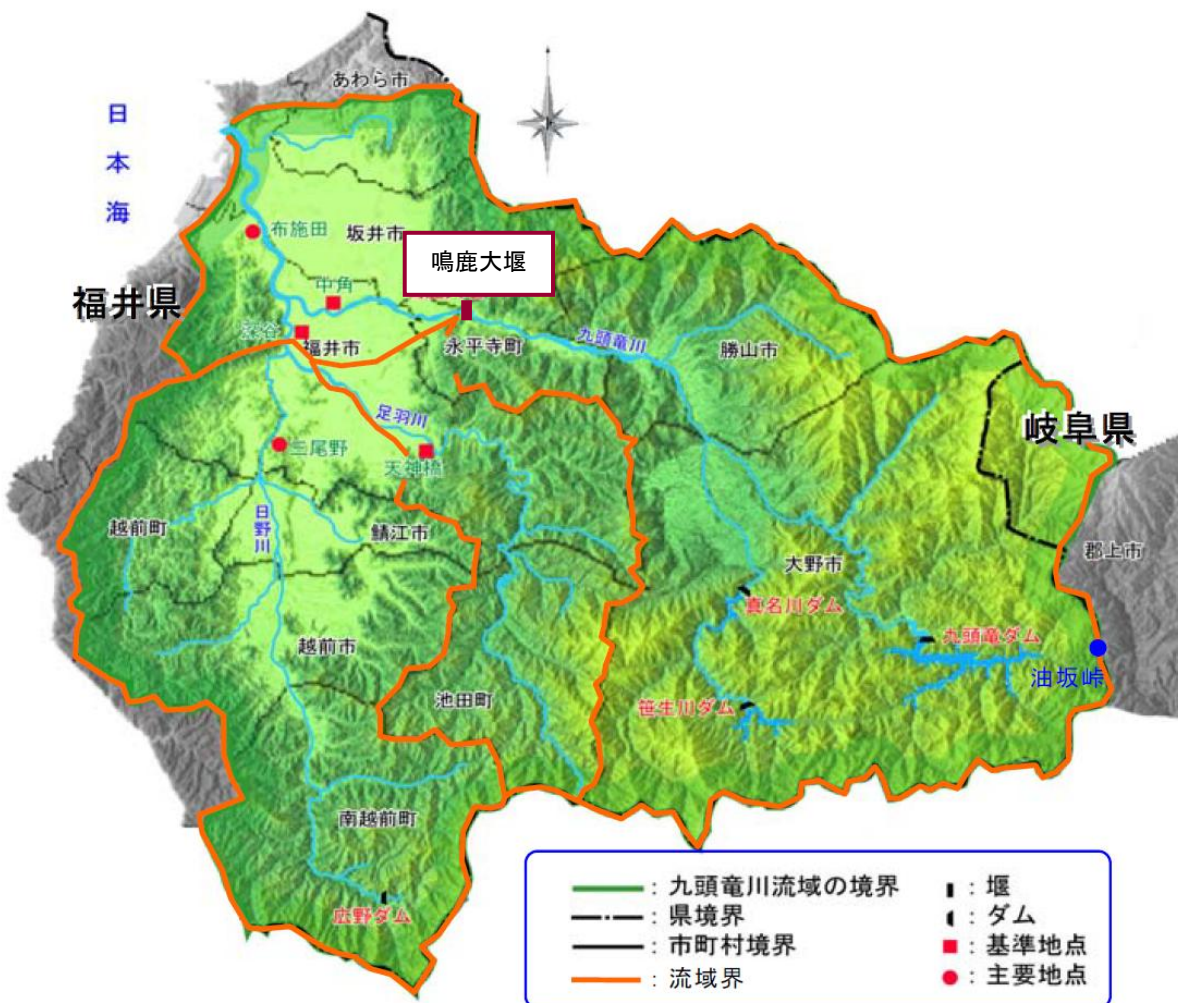 あわら市
日本海
布施田
坂井市
鳴鹿大堰
中角
福井県
深谷
福井市
永平寺町
九頭竜川
勝山市
足羽川
岐阜県
三尾野
天神橋
越前町
日野川
鯖江市
郡上市
大野市
真名川ダム
九頭竜ダム
越前市
油坂峠
池田町
笹生川ダム
南越前町
広野ダム
：九頭竜川流域の境界
：堰
：県境界
：ダム
：市町村境界
：基準地点
：流域界
：主要地点